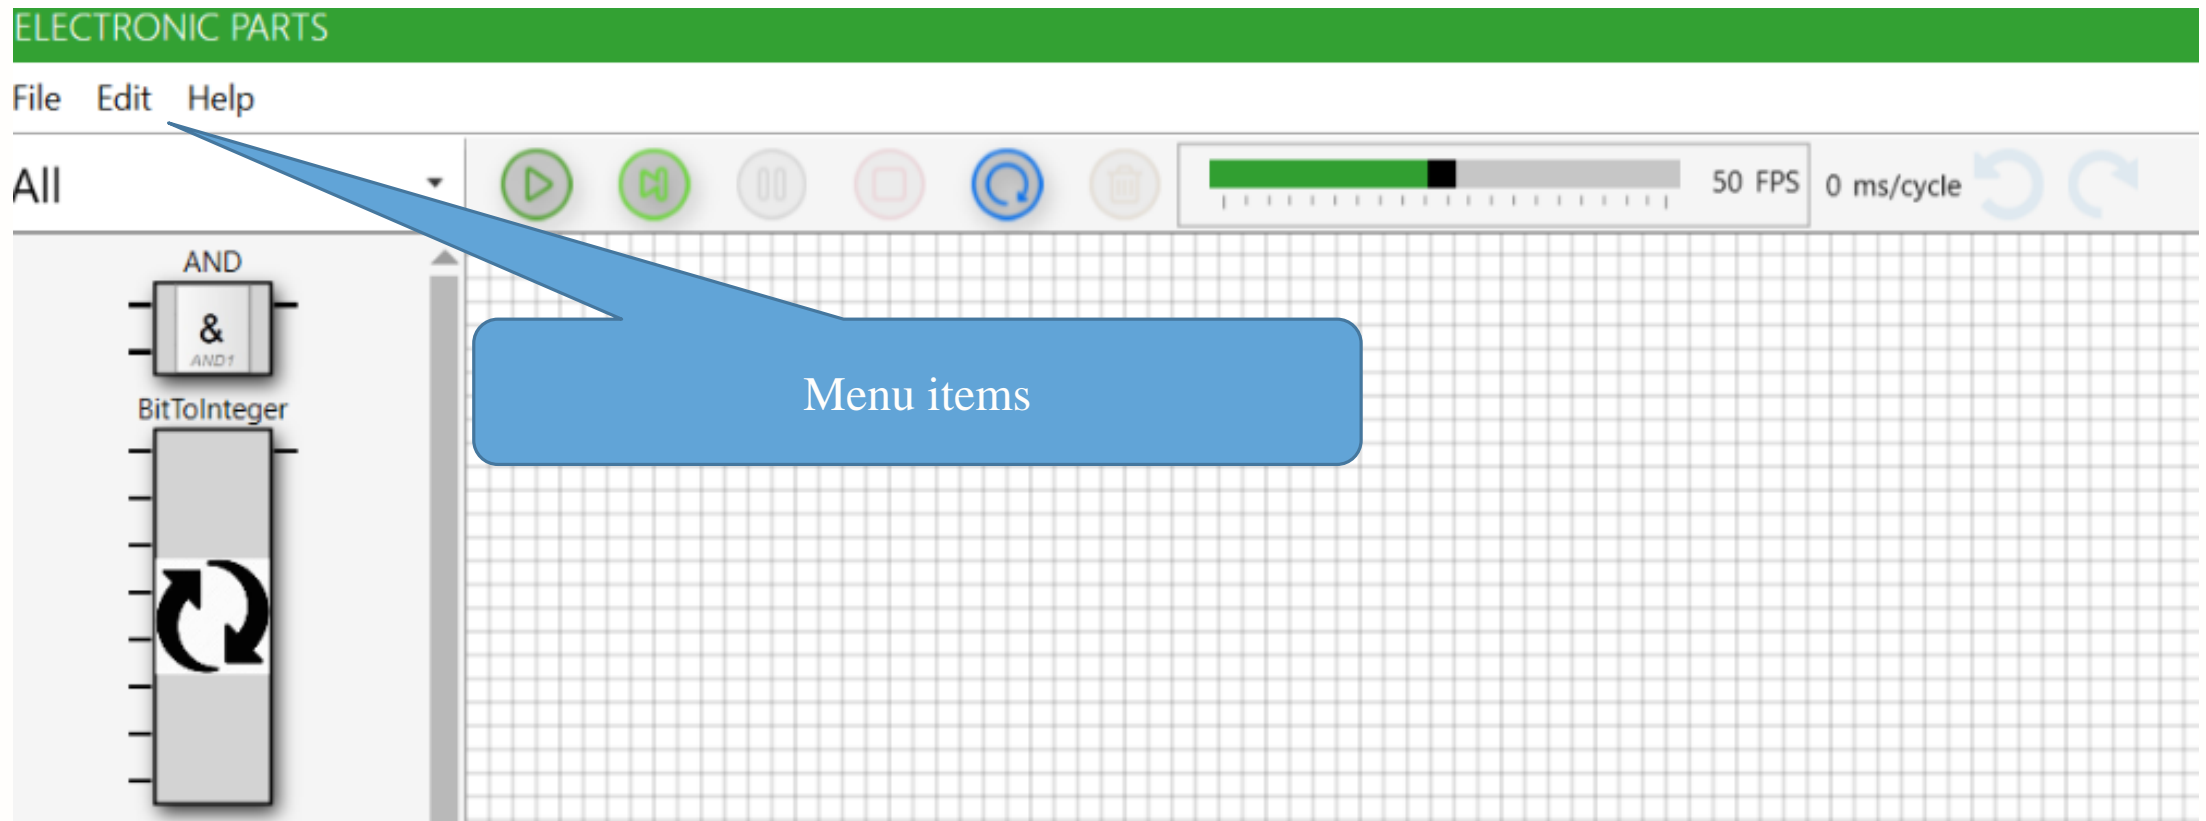 ELECTRONIC PARTS
File Edit Help
All
50 FPS 0 ms/cycle
AND
&
AND1
BitToInteger
Menu items